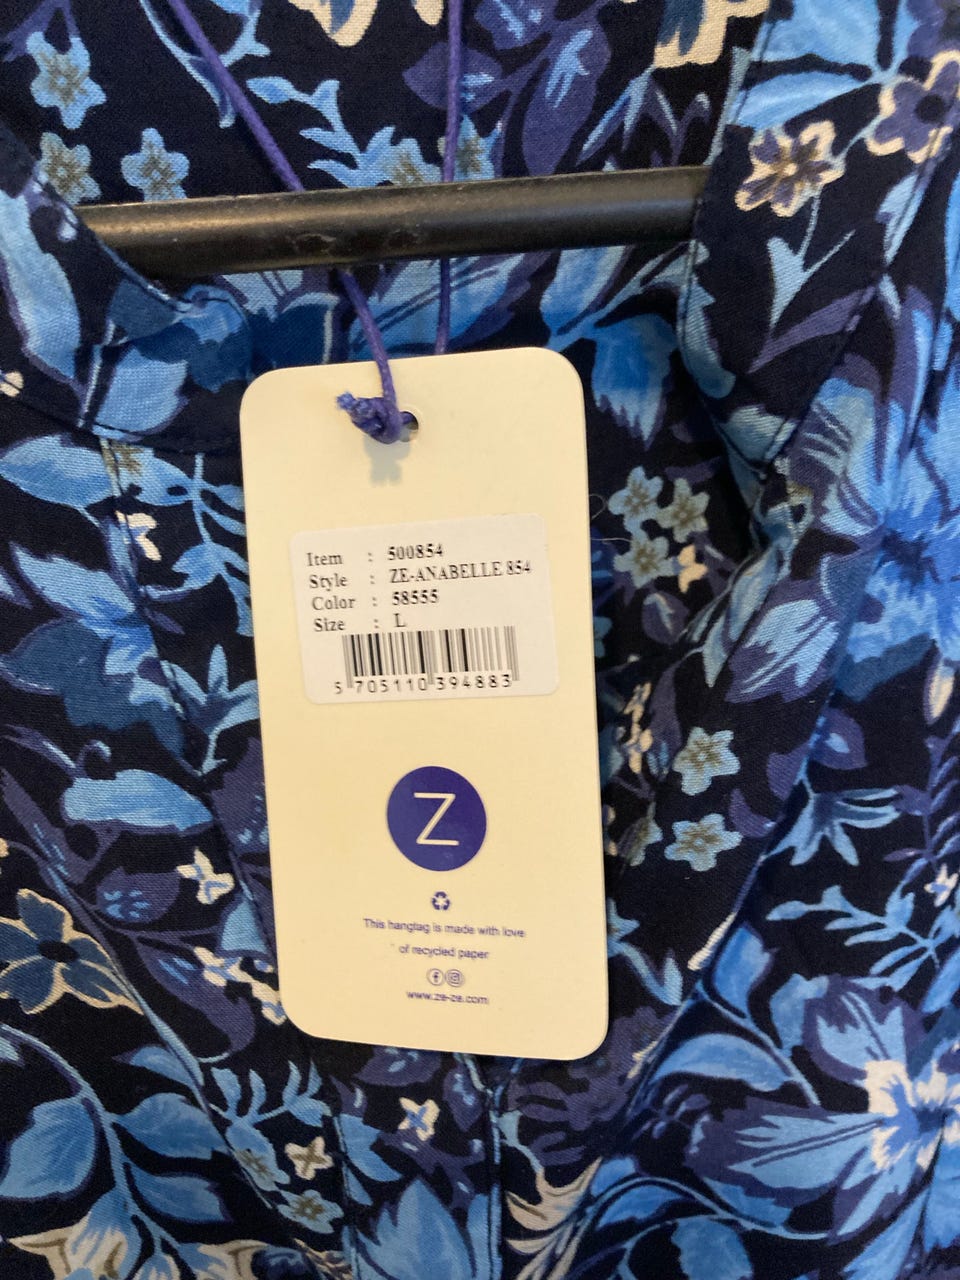 Item : 500854
Style : ZE-ANABELLE 854
Color : 58555
Size : L
5 705110 394883
Z
This hangtag is made with love
of recycled paper
www.ze-ze.com